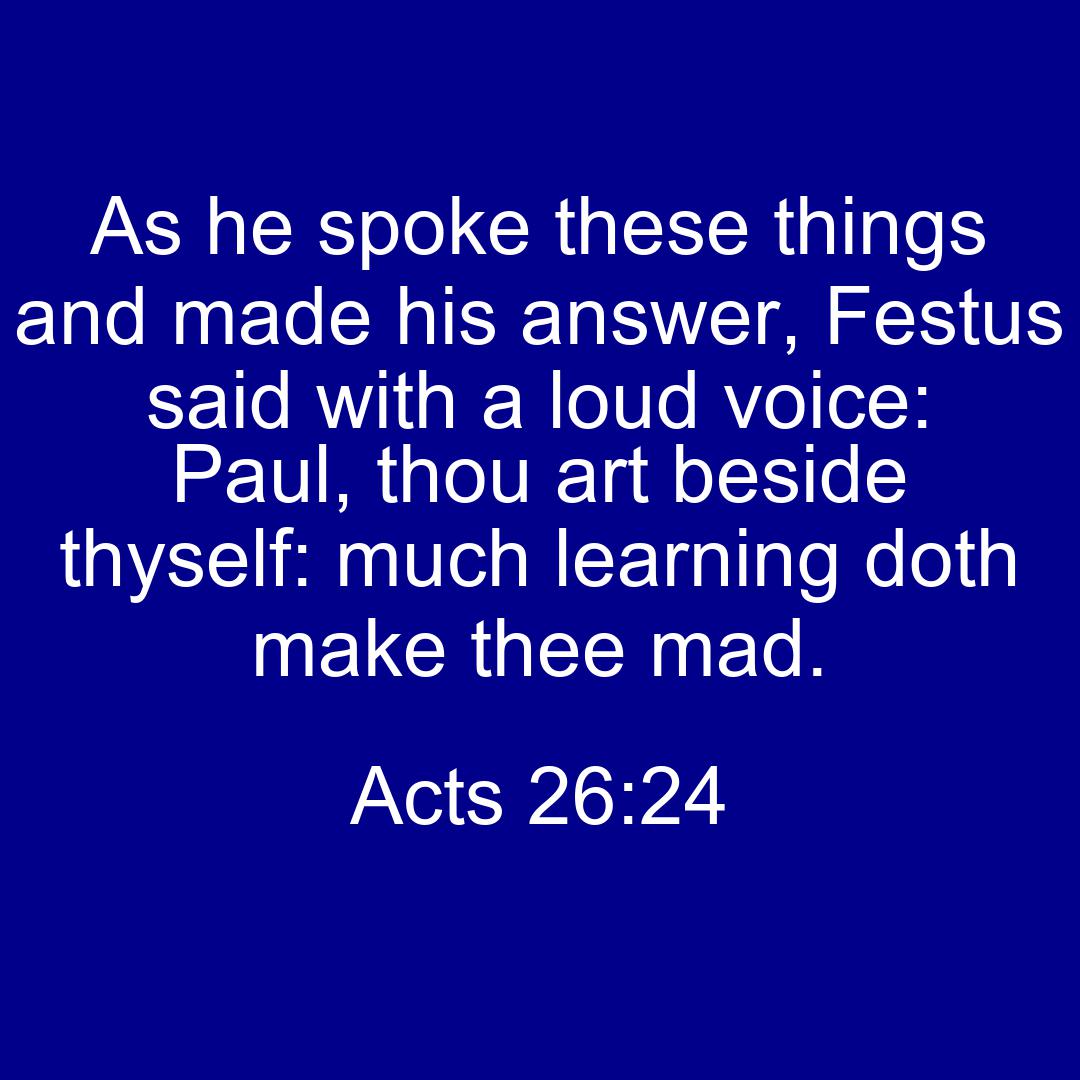 As he spoke these things
and made his answer, Festus
said with a loud voice:
Paul, thou art beside
thyself: much learning doth
make thee mad.
Acts 26:24